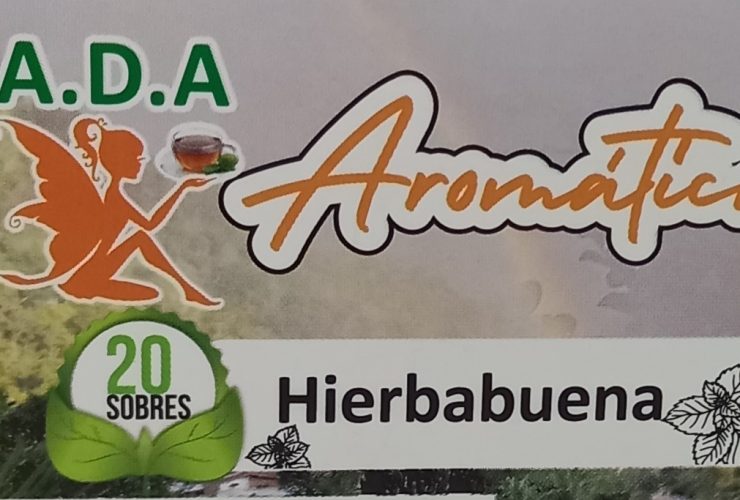 A.D.A
Aromátic
20
SOBRES
Hierbabuena